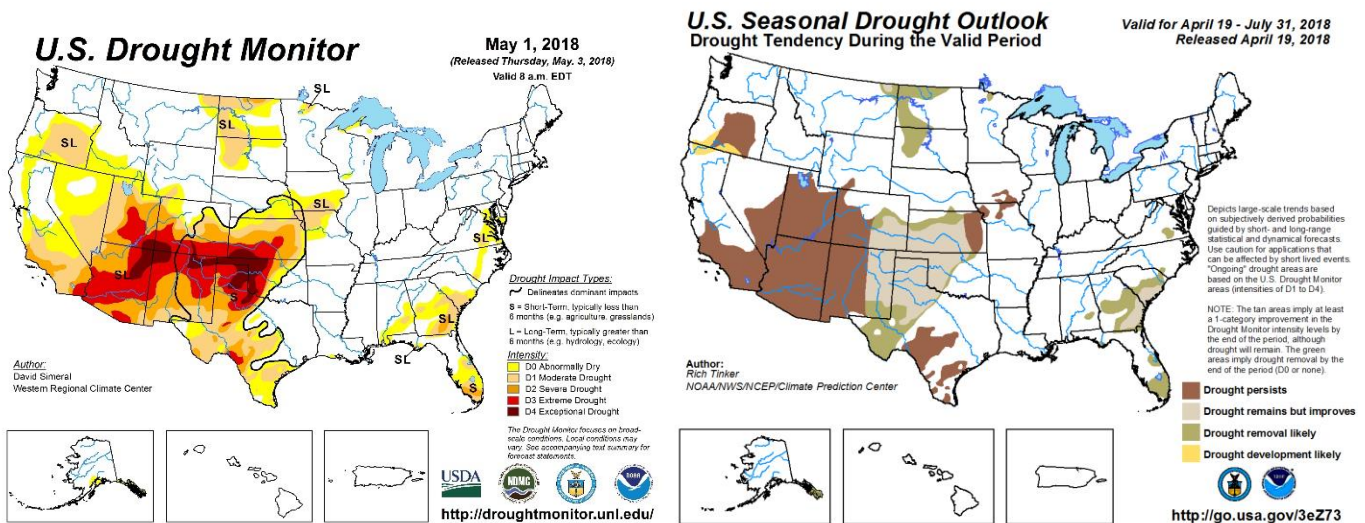 U.S. Drought Monitor
May 1, 2018
(Released Thursday, May. 3, 2018)
Valid 8 a.m. EDT
SL
SL
SL
SL
SL
SL
S
SL
SL
S
Drought Impact Types:
Delineates dominant impacts
S = Short-Term, typically less than
6 months (e.g. agriculture, grasslands)
L = Long-Term, typically greater than
6 months (e.g. hydrology, ecology)
Intensity:
D0 Abnormally Dry
D1 Moderate Drought
D2 Severe Drought
D3 Extreme Drought
D4 Exceptional Drought
Author:
David Simeral
Western Regional Climate Center
The Drought Monitor focuses on broad-
scale conditions. Local conditions may
vary. See accompanying text summary for
forecast statements.
USDA
NDMC
NOAA
http://droughtmonitor.unl.edu/
U.S. Seasonal Drought Outlook
Drought Tendency During the Valid Period
Valid for April 19 - July 31, 2018
Released April 19, 2018
Depicts large-scale trends based
on subjectively derived probabilities
guided by short- and long-range
statistical and dynamical forecasts.
Use caution for applications that
can be affected by short lived events.
"Ongoing" drought areas are
based on the U.S. Drought Monitor
areas (intensities of D1 to D4).
NOTE: The tan areas imply at least
a 1-category improvement in the
Drought Monitor intensity levels by
the end of the period, although
drought will remain. The green
areas imply drought removal by the
end of the period (D0 or none).
Author:
Rich Tinker
NOAA/NWS/NCEP/Climate Prediction Center
Drought persists
Drought remains but improves
Drought removal likely
Drought development likely
http://go.usa.gov/3eZ73